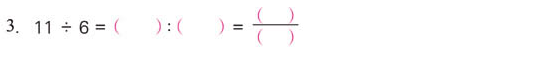 3. 11 ÷ 6 = (   ) : (   ) = (   )/(   )